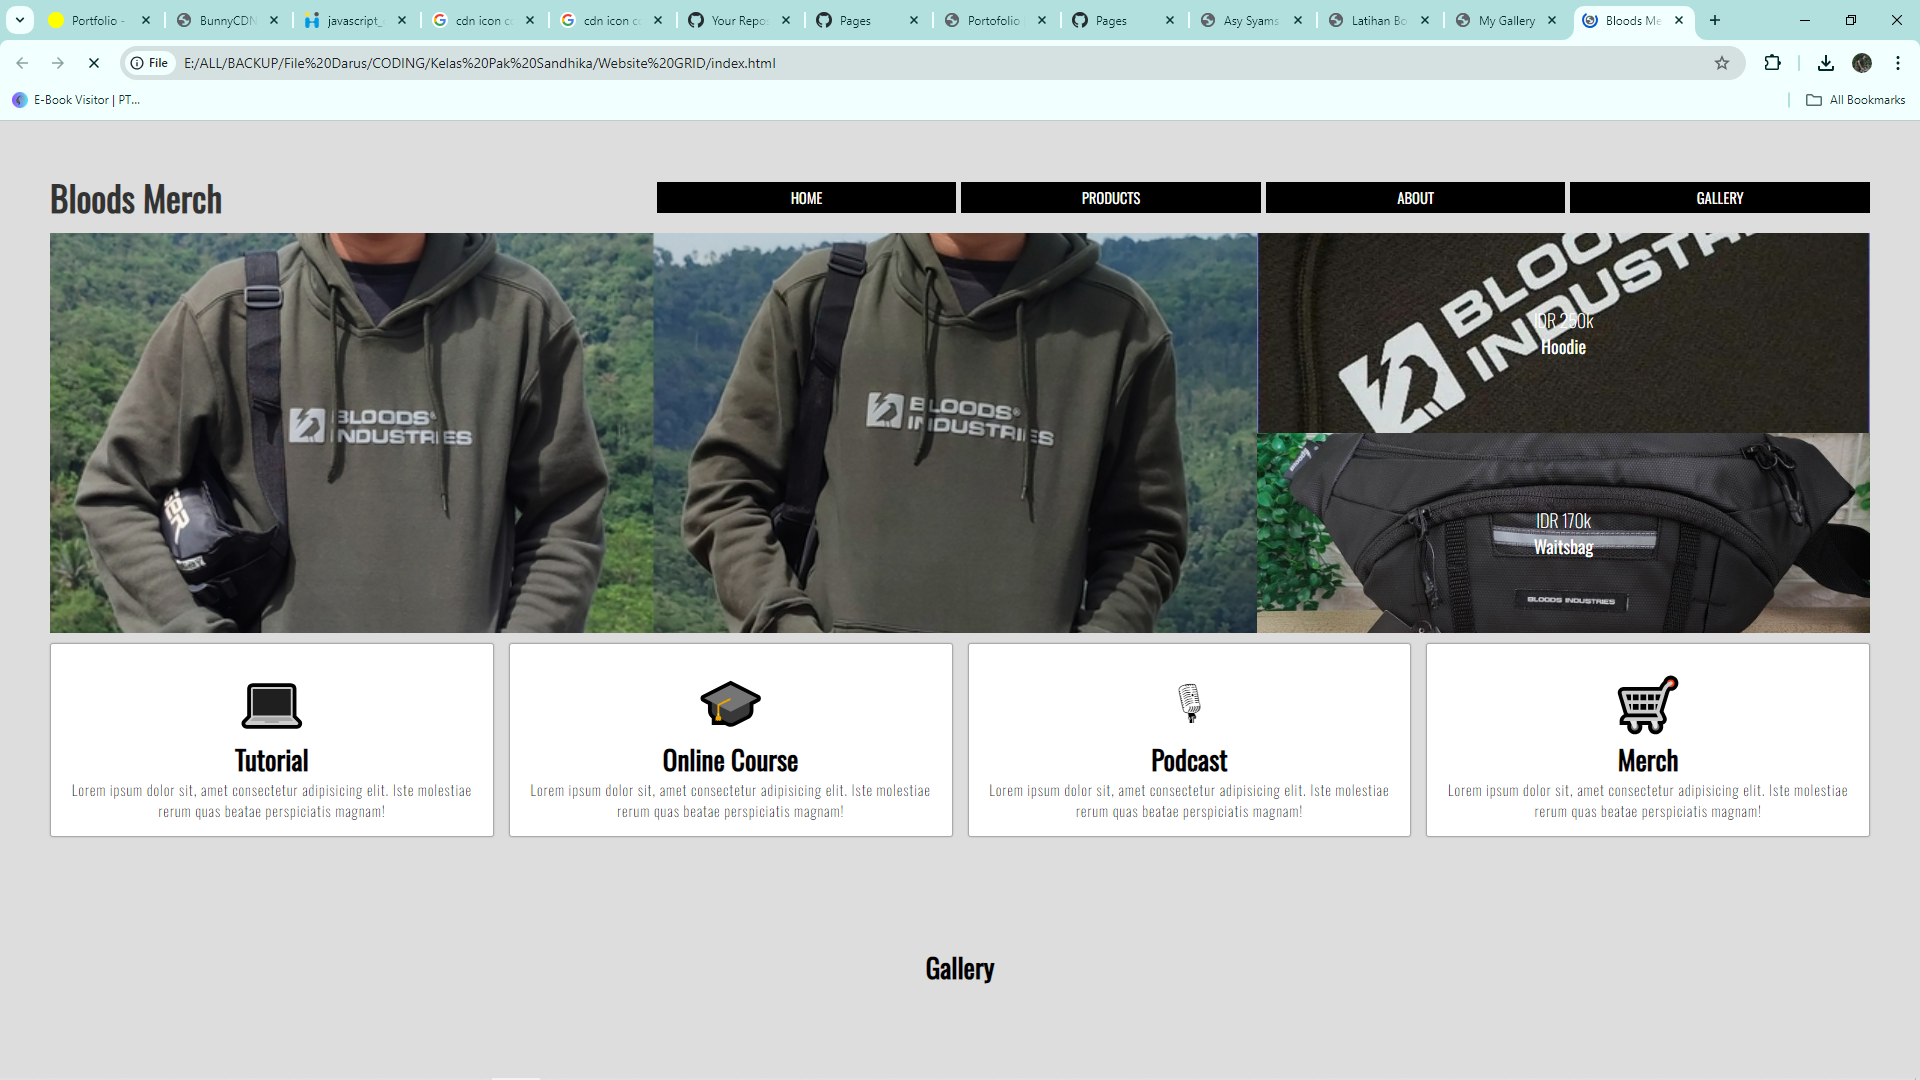 Portfolio -
BunnyCDN
javascript_
cdn icon co
cdn icon co
Your Repos
Pages
Portofolio
Pages
Asy Syams
Latihan Bo
My Gallery
Bloods Me
File
E:/ALL/BACKUP/File%20Darus/CODING/Kelas%20Pak%20Sandhika/Website%20GRID/index.html
E-Book Visitor | PT...
All Bookmarks
Bloods Merch
HOME
PRODUCTS
ABOUT
GALLERY
BLOODS®
INDUSTRIES
BLOODS®
INDUSTRIES
BLOO
INDUSTRI
IDR 250k
Hoodie
IDR 170k
Waitsbag
BLOODS INDUSTRIES
Tutorial
Lorem ipsum dolor sit, amet consectetur adipisicing elit. Iste molestiae
rerum quas beatae perspiciatis magnam!
Online Course
Lorem ipsum dolor sit, amet consectetur adipisicing elit. Iste molestiae
rerum quas beatae perspiciatis magnam!
Podcast
Lorem ipsum dolor sit, amet consectetur adipisicing elit. Iste molestiae
rerum quas beatae perspiciatis magnam!
Merch
Lorem ipsum dolor sit, amet consectetur adipisicing elit. Iste molestiae
rerum quas beatae perspiciatis magnam!
Gallery